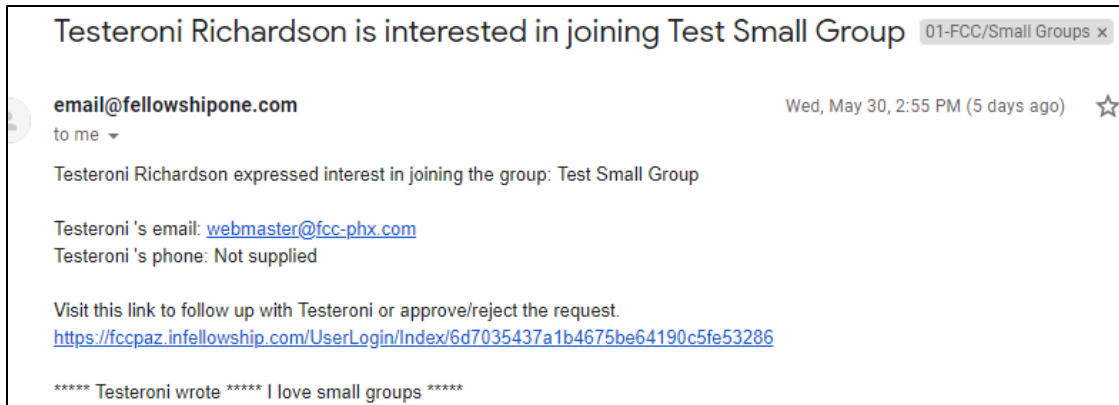 Testeroni Richardson is interested in joining Test Small Group 01-FCC/Small Groups x
email@fellowshipone.com Wed, May 30, 2:55 PM (5 days ago)
to me
Testeroni Richardson expressed interest in joining the group: Test Small Group
Testeroni 's email: webmaster@fcc-phx.com
Testeroni 's phone: Not supplied
Visit this link to follow up with Testeroni or approve/reject the request.
https://fccpaz.infellowship.com/UserLogin/Index/6d7035437a1b4675be64190c5fe53286
***** Testeroni wrote ***** I love small groups *****